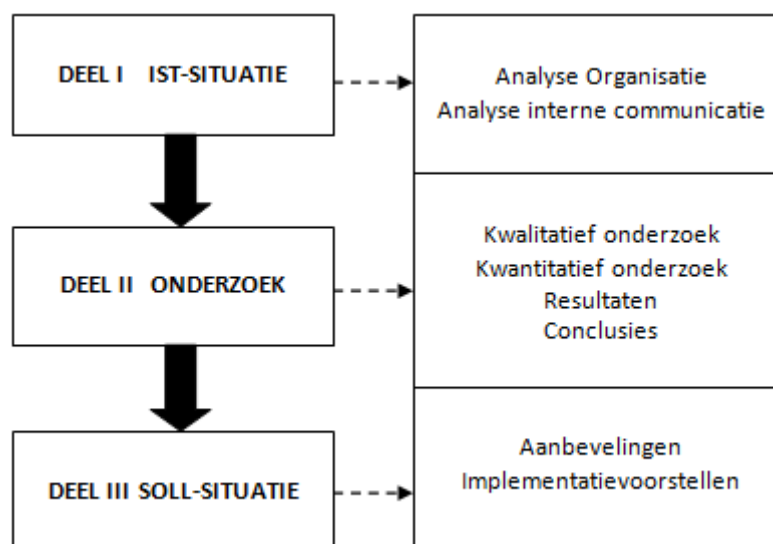 DEEL I IST-SITUATIE
Analyse Organisatie
Analyse interne communicatie
DEEL II ONDERZOEK
Kwalitatief onderzoek
Kwantitatief onderzoek
Resultaten
Conclusies
DEEL III SOLL-SITUATIE
Aanbevelingen
Implementatievoorstellen